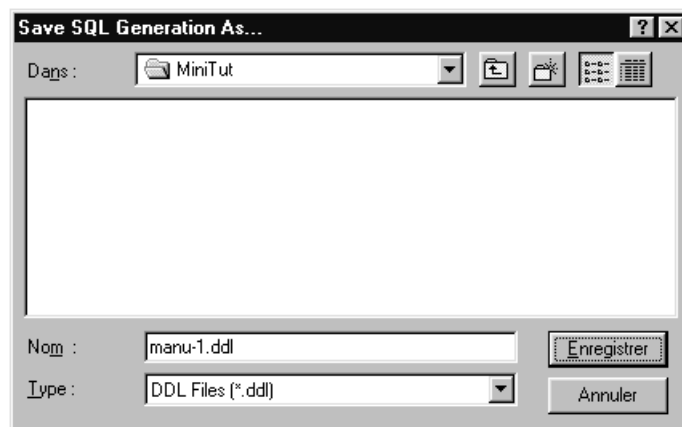 Save SQL Generation As...
Dans : MiniTut
Nom : manu-1.ddl Enregistrer
Type : DDL Files (*.ddl) Annuler